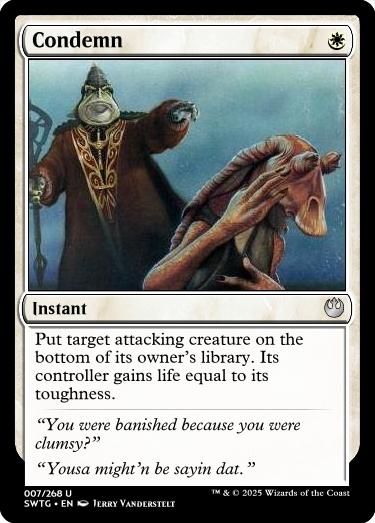 Condemn
Instant
Put target attacking creature on the
bottom of its owner's library. Its
controller gains life equal to its
toughness.
“You were banished because you were
clumsy?”
“Yousa might'n be sayin dat.”
007/268 U
SWTG • EN Jerry Vanderstelt
™ & © 2025 Wizards of the Coast